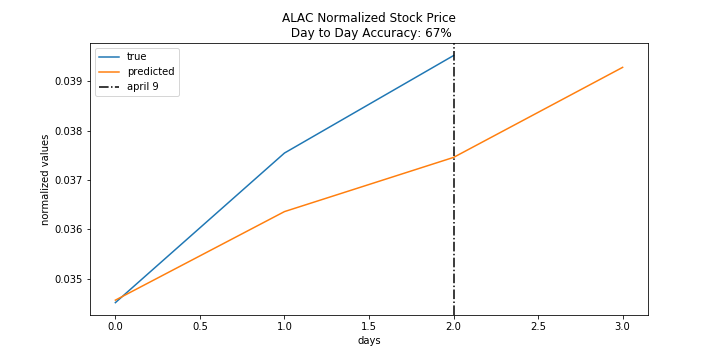 ALAC Normalized Stock Price
Day to Day Accuracy: 67%
true
predicted
april 9
normalized values
0.039
0.038
0.037
0.036
0.035
0.0 0.5 1.0 1.5 2.0 2.5 3.0
days